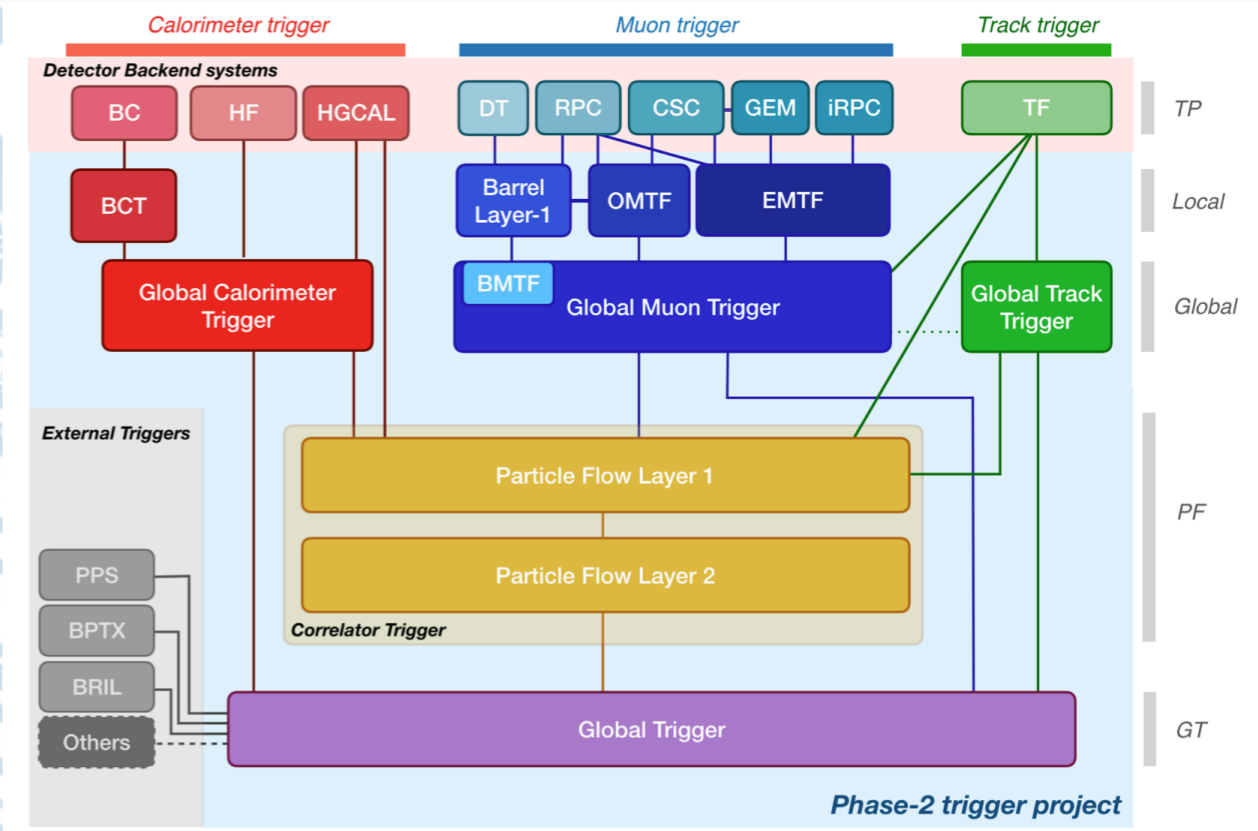 Calorimeter trigger
Muon trigger
Track trigger
Detector Backend systems
BC
HF
HGCAL
DT
RPC
CSC
GEM
iRPC
TF
TP
BCT
Barrel
Layer-1
OMTF
EMTF
Local
Global Calorimeter
Trigger
BMTF
Global Muon Trigger
Global Track
Trigger
Global
External Triggers
Particle Flow Layer 1
PF
Particle Flow Layer 2
Correlator Trigger
PPS
BPTX
BRIL
Others
Global Trigger
GT
Phase-2 trigger project